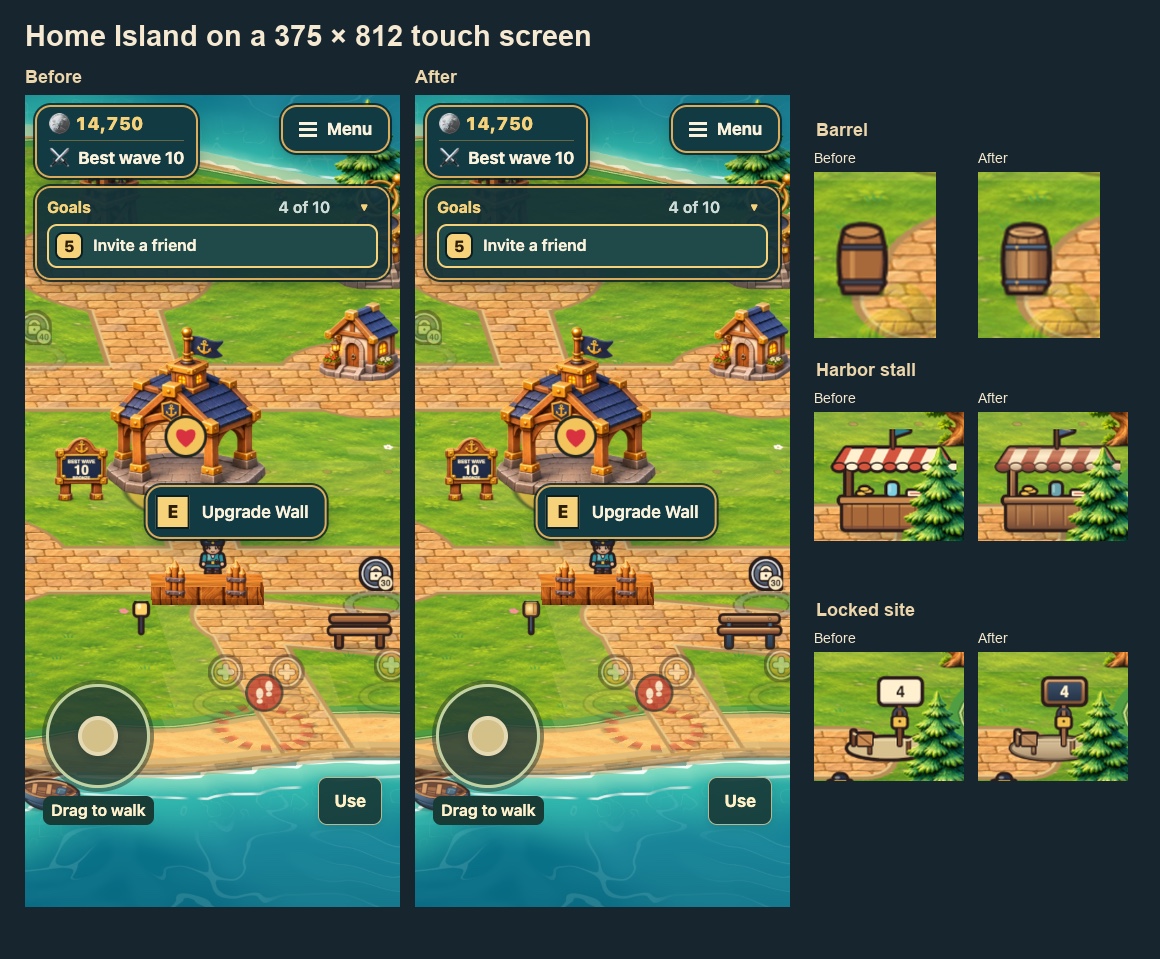 Home Island on a 375 × 812 touch screen
Before
14,750
Menu
Best wave 10
Goals 4 of 10
5 Invite a friend
40
BEST WAVE
10
E Upgrade Wall
30
Drag to walk
Use
After
14,750
Menu
Best wave 10
Goals 4 of 10
5 Invite a friend
40
BEST WAVE
10
E Upgrade Wall
30
Drag to walk
Use
Barrel
Before After
Harbor stall
Before After
Locked site
Before After
4 4